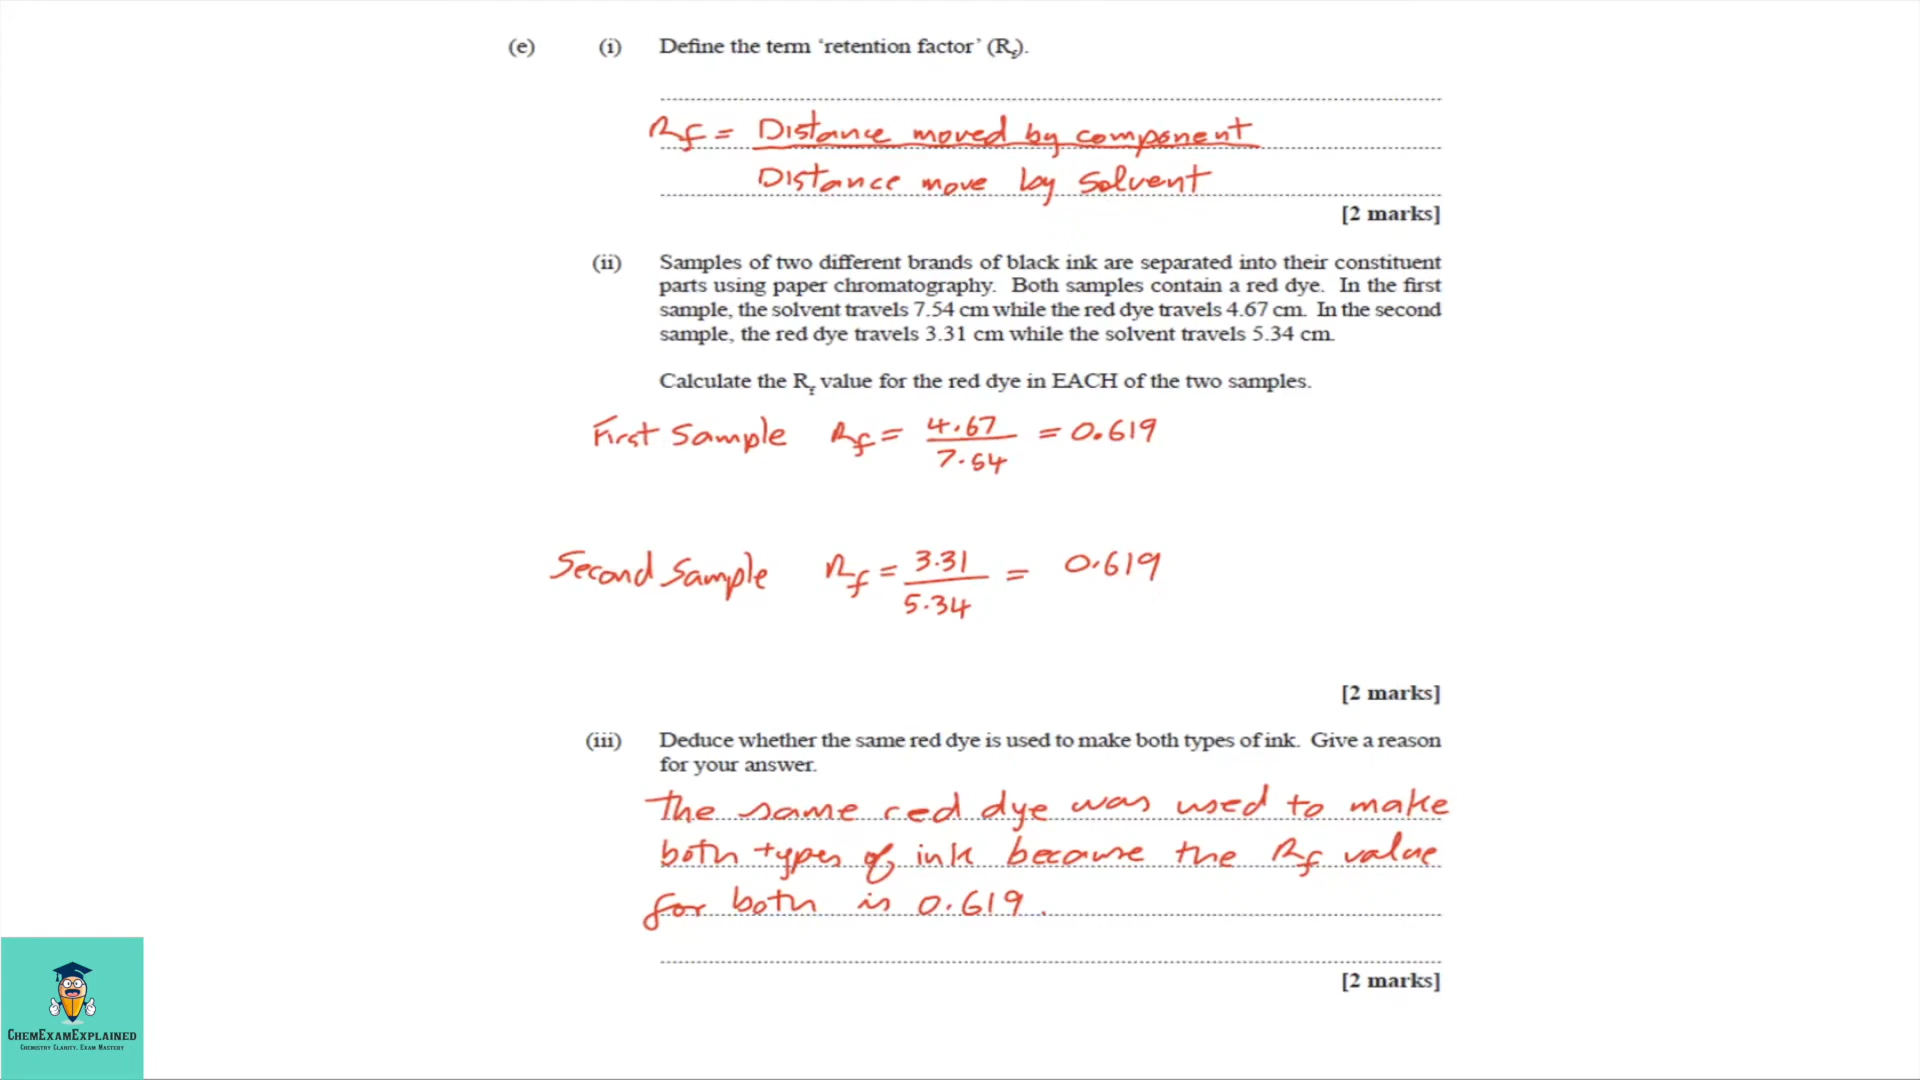 (e) (i) Define the term ‘retention factor’ (Rf).
Rf = Distance moved by component
Distance move by Solvent
[2 marks]
(ii) Samples of two different brands of black ink are separated into their constituent
parts using paper chromatography. Both samples contain a red dye. In the first
sample, the solvent travels 7.54 cm while the red dye travels 4.67 cm. In the second
sample, the red dye travels 3.31 cm while the solvent travels 5.34 cm.
Calculate the Rf value for the red dye in EACH of the two samples.
First Sample Rf = 4.67 = 0.619
7.54
Second Sample Rf = 3.31 = 0.619
5.34
[2 marks]
(iii) Deduce whether the same red dye is used to make both types of ink. Give a reason
for your answer.
The same red dye was used to make
both types of ink because the Rf value
for both is 0.619.
[2 marks]
CHEMEXAMEXPLAINED
CHEMISTRY CLARITY, EXAM MASTERY